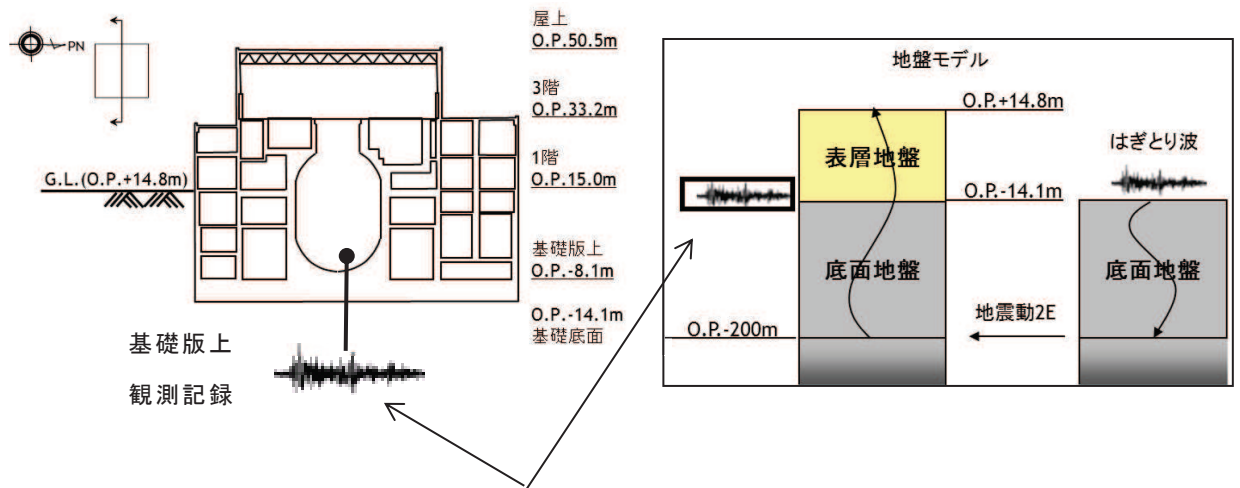 PN
屋上
O.P.50.5m
3階
O.P.33.2m
1階
O.P.15.0m
G.L.(O.P.+14.8m)
基礎版上
O.P.-8.1m
O.P.-14.1m
基礎底面
基礎版上
観測記録
地盤モデル
O.P.+14.8m
表層地盤
はぎとり波
O.P.-14.1m
底面地盤
底面地盤
地震動2E
O.P.-200m